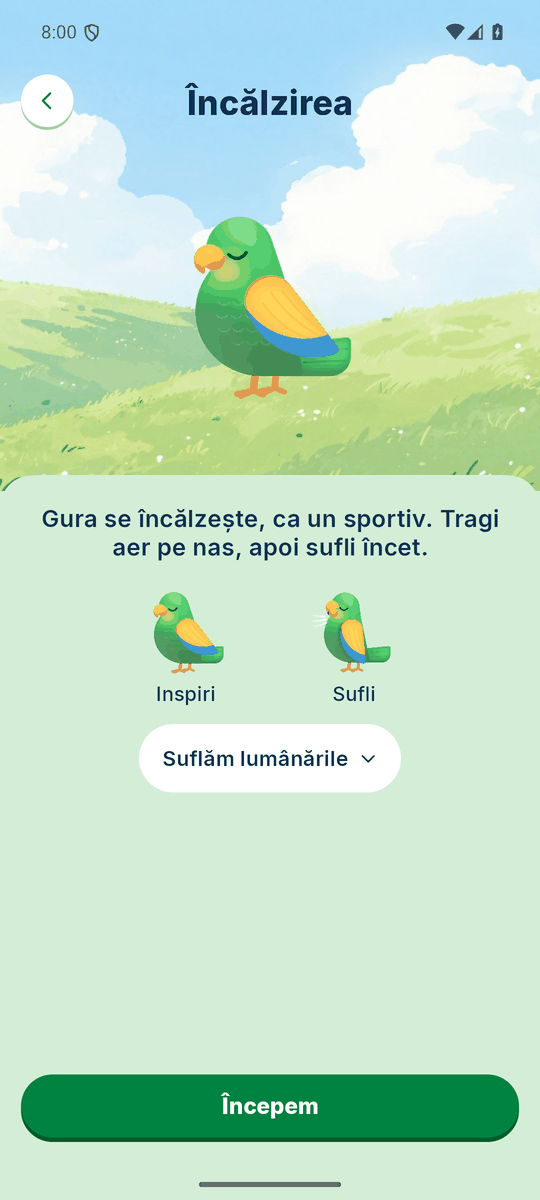 8:00
Încălzirea
Gura se încălzește, ca un sportiv. Tragi
aer pe nas, apoi sufli încet.
Inspiri
Sufli
Suflăm lumânările
Începem